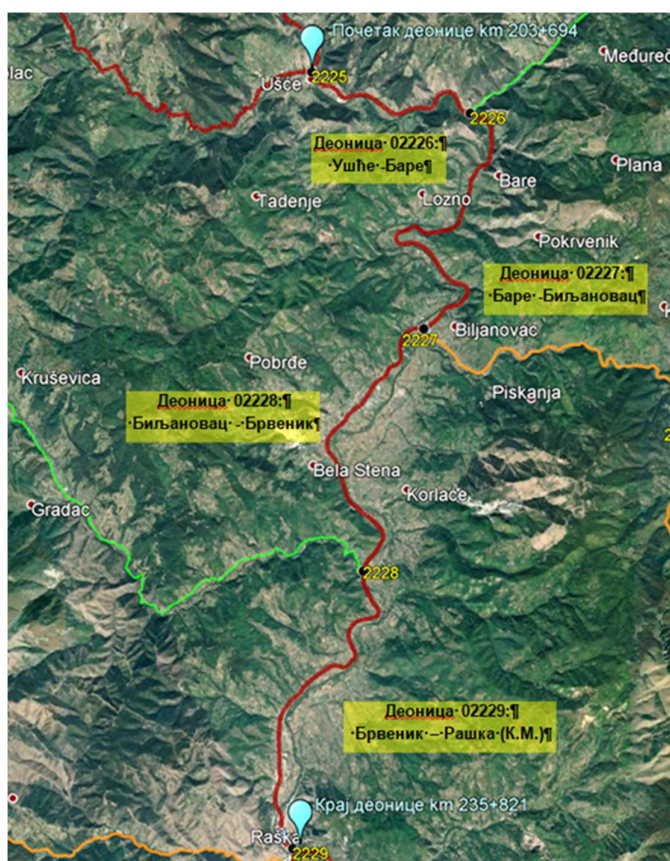 Почетак деонице km 203+694
Međureč
olac
2225
Ušće
2226
Деоница· 02226:¶
·Ушће·-Баре¶
Plana
Bare
Tadenje
Lozno
Pokrvenik
Деоница· 02227:¶
·Баре·-Биљановац¶
K
2227
Biljanovac
Pobrđe
Kruševica
Piskanja
Деоница· 02228:¶
·Биљановац·-·Брвеник¶
2
Bela Stena
Korlaće
Gradac
2228
Деоница· 02229:¶
·Брвеник·–·Рашка·(К.М.)¶
Крај деонице km 235+821
Raška
2229